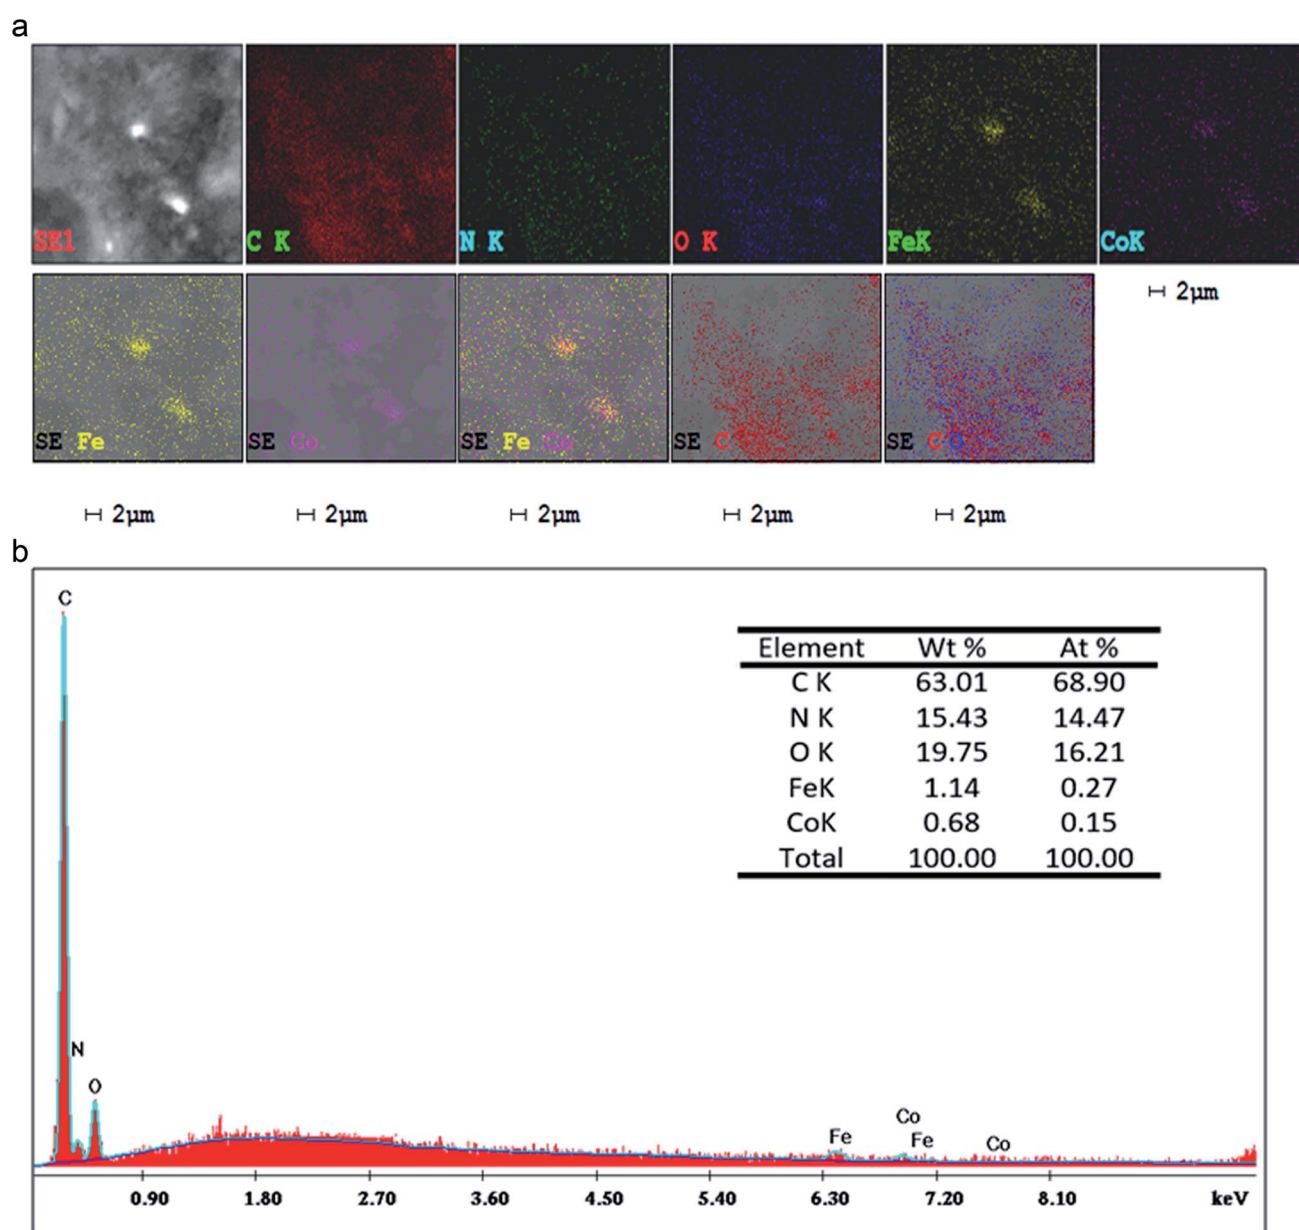 a
SE1 C K N K O K FeK CoK
2µm
SE Fe SE Co SE Fe Co SE C SE C O
2µm 2µm 2µm 2µm 2µm
b
C
Element Wt % At %
C K 63.01 68.90
N K 15.43 14.47
O K 19.75 16.21
FeK 1.14 0.27
CoK 0.68 0.15
Total 100.00 100.00
N
O
Co
Fe Fe Co
0.90 1.80 2.70 3.60 4.50 5.40 6.30 7.20 8.10 keV